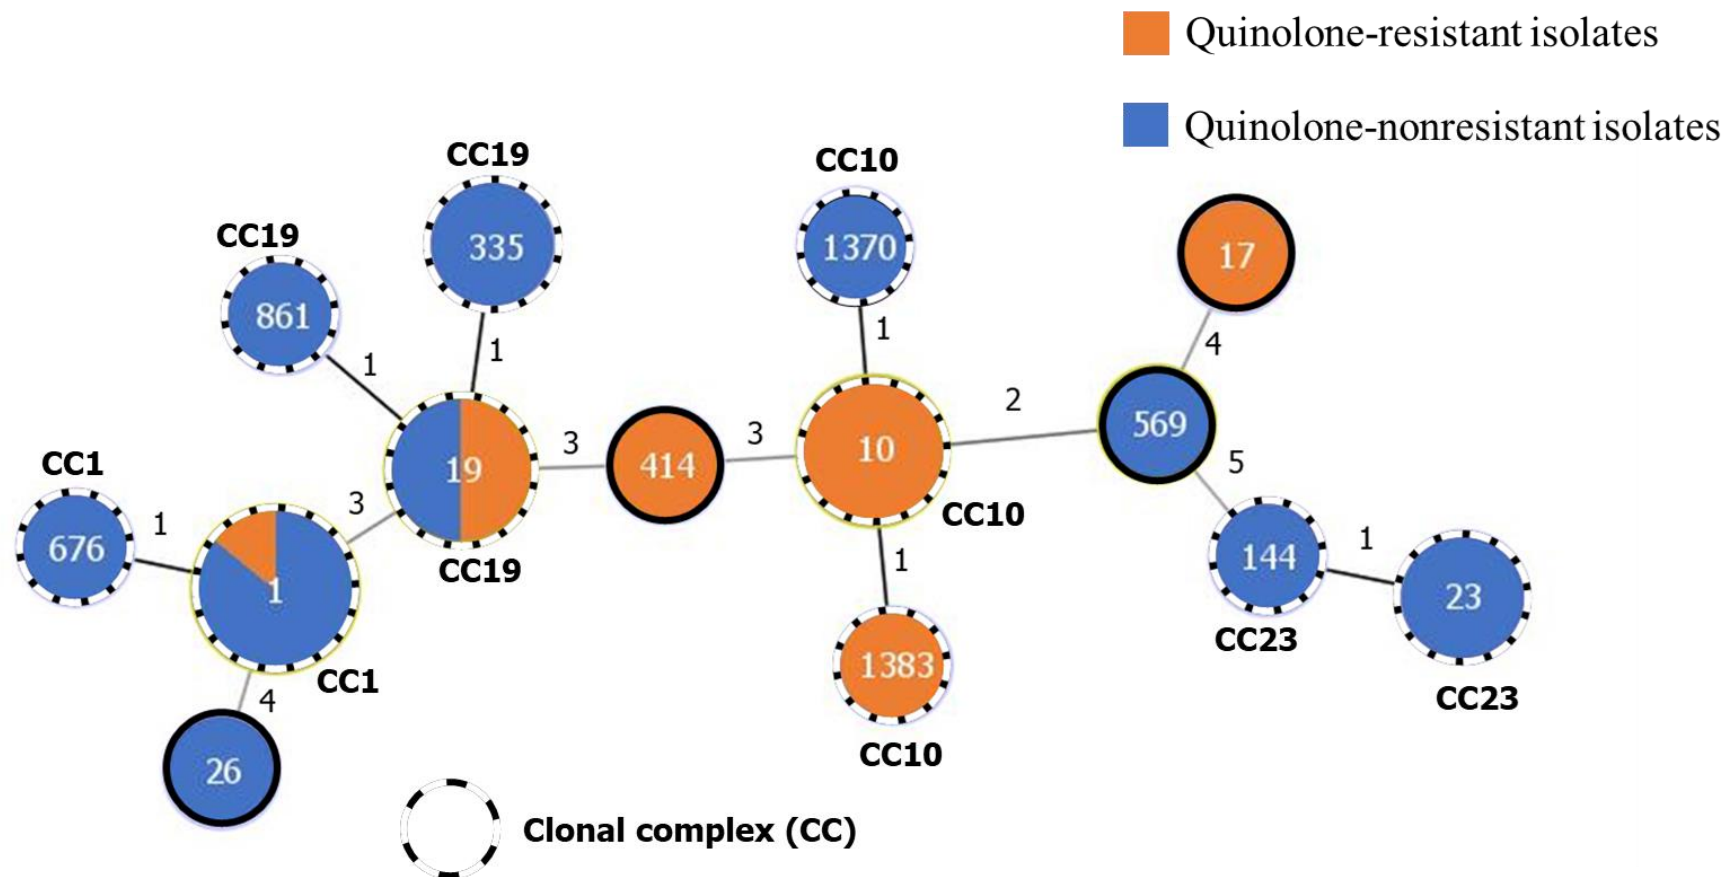 Quinolone-resistant isolates
Quinolone-nonresistant isolates
CC19
CC10
335
1370
17
CC19
861
1
1
1
4
2
569
3
3
5
19
414
10
CC10
CC1
676
1
3
CC19
1
144
1
23
1
CC23
CC1
4
1383
CC23
CC10
26
Clonal complex (CC)